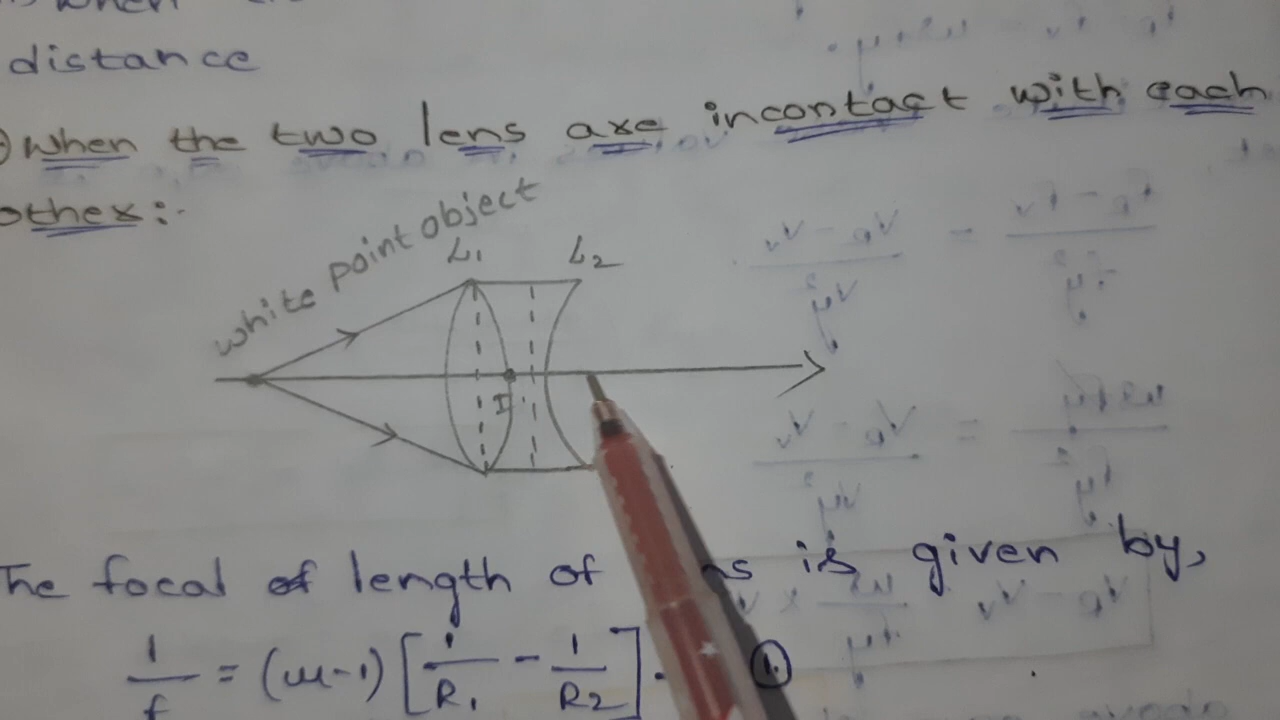 distance
when the two lens are incontact with each
other:-
white point object
L1 L2
I
The focal of length of is given by,
1/f = (μ-1) [1/R1 - 1/R2] 1.